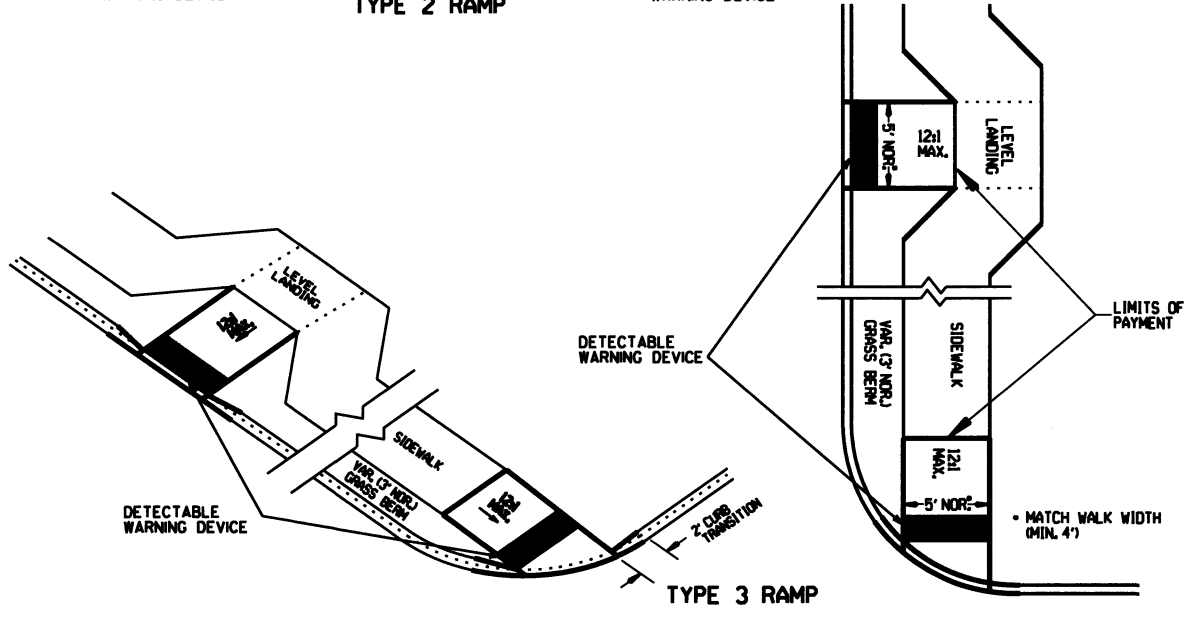 TYPE 2 RAMP
WARNING DEVICE
5' NOR.*
12:1
MAX.
LEVEL
LANDING
LEVEL
LANDING
LIMITS OF
PAYMENT
DETECTABLE
WARNING DEVICE
VAR. (3' NOR.)
GRASS BERM
SIDEWALK
SIDEWALK
VAR. (3' NOR.)
GRASS BERM
12:1
MAX.
12:1
MAX.
5' NOR.*
DETECTABLE
WARNING DEVICE
2' CURB
TRANSITION
• MATCH WALK WIDTH
(MIN. 4')
TYPE 3 RAMP